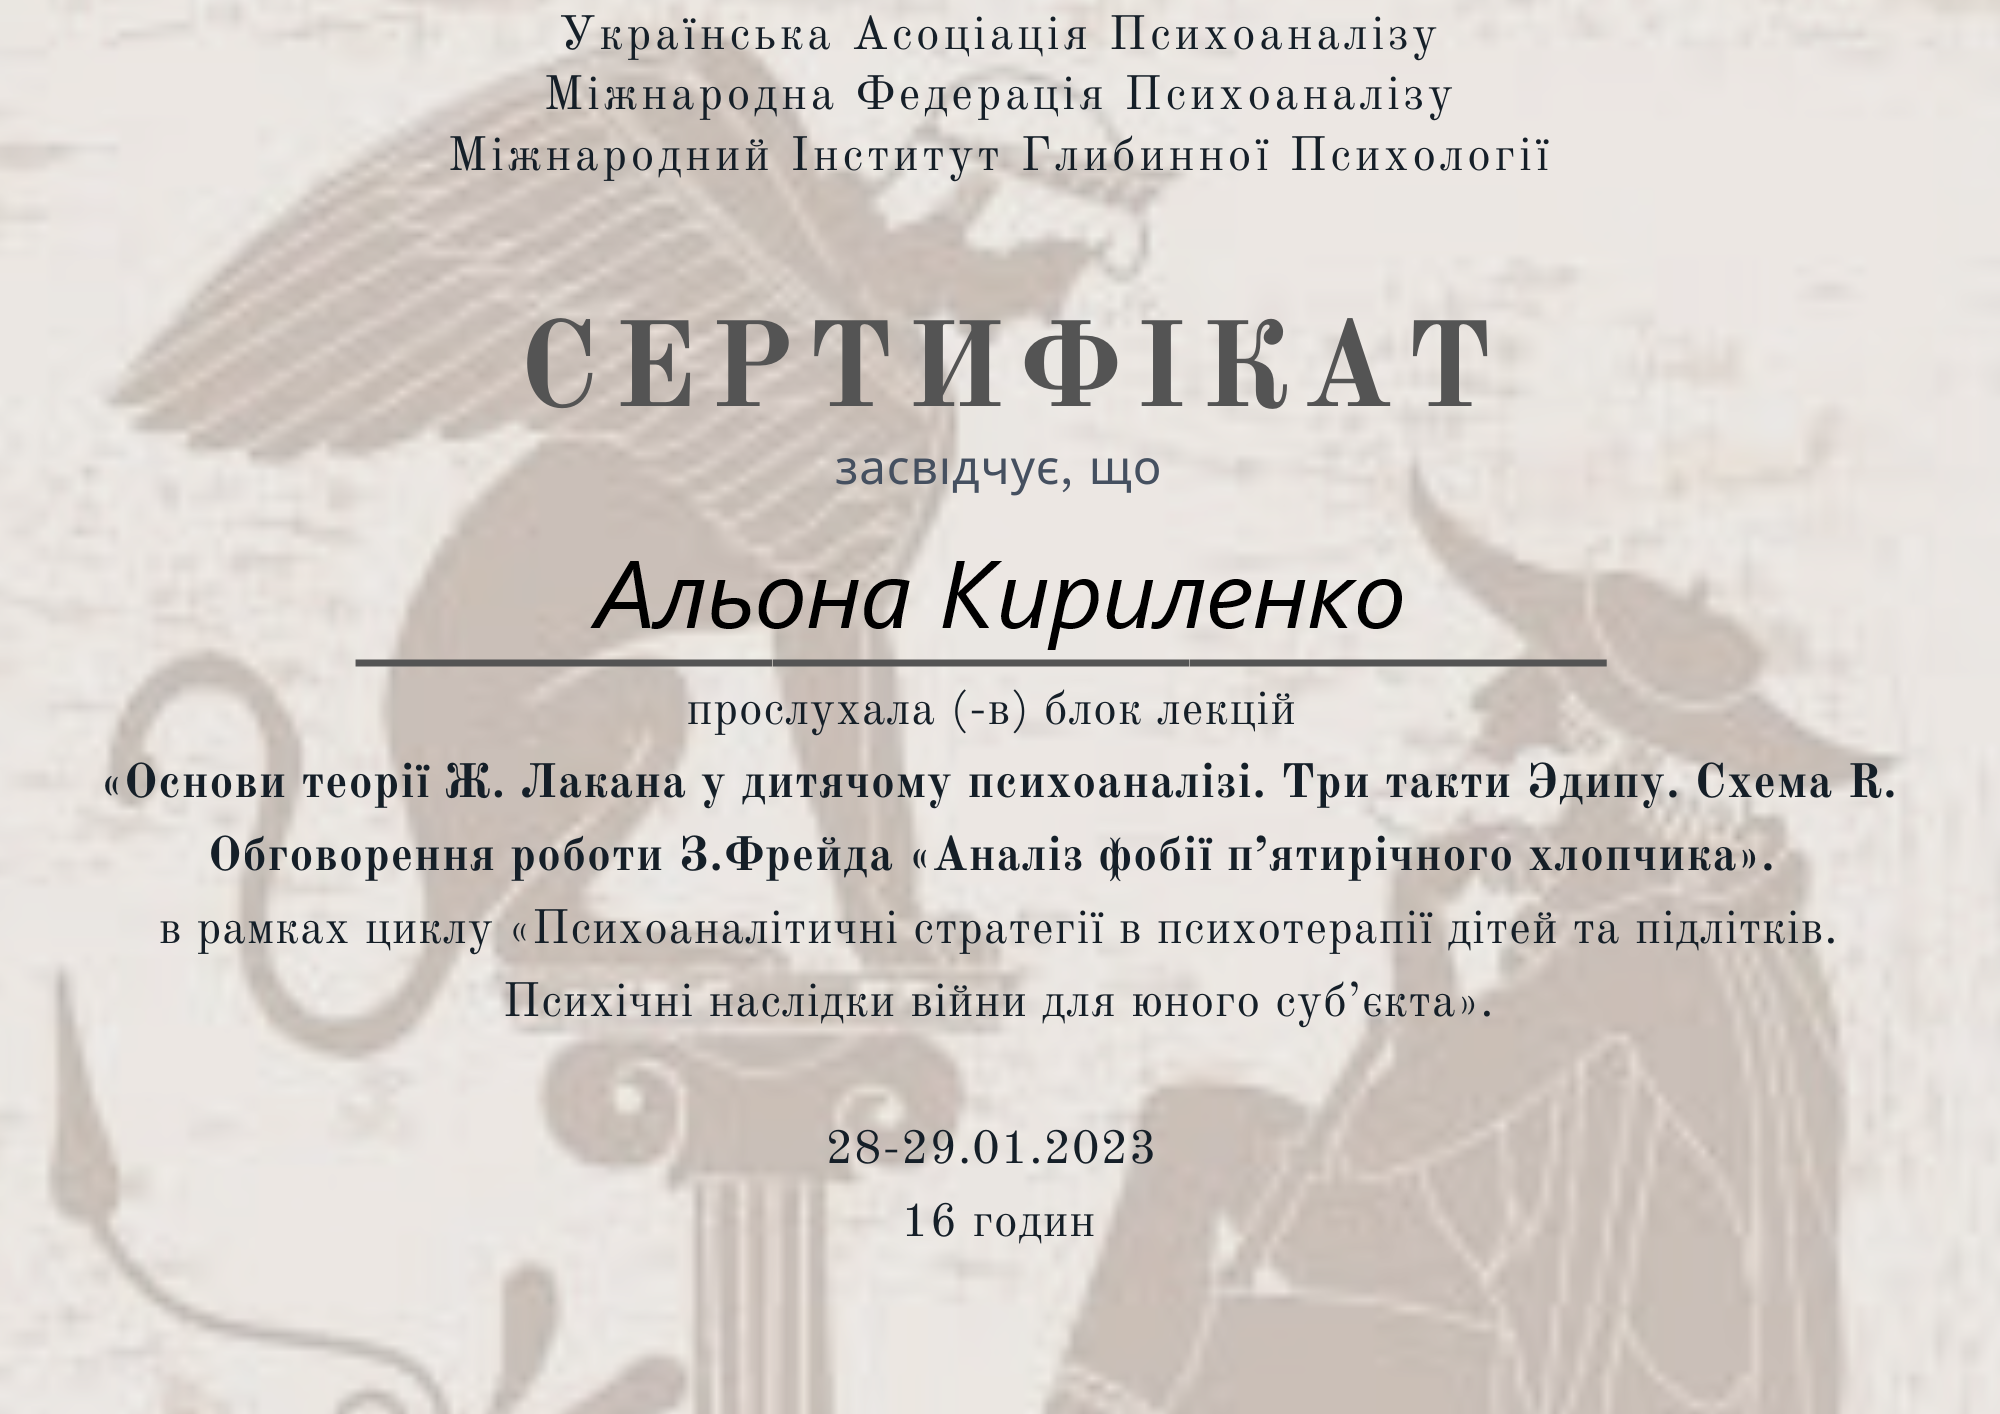 Українська Асоціація Психоаналізу
Міжнародна Федерація Психоаналізу
Міжнародний Інститут Глибинної Психології
СЕРТИФІКАТ
засвідчує, що
Альона Кириленко
прослухала (-в) блок лекцій
«Основи теорії Ж. Лакана у дитячому психоаналізі. Три такти Эдипу. Схема R.
Обговорення роботи З.Фрейда «Аналіз фобії п’ятирічного хлопчика».
в рамках циклу «Психоаналітичні стратегії в психотерапії дітей та підлітків.
Психічні наслідки війни для юного суб’єкта».
28-29.01.2023
16 годин